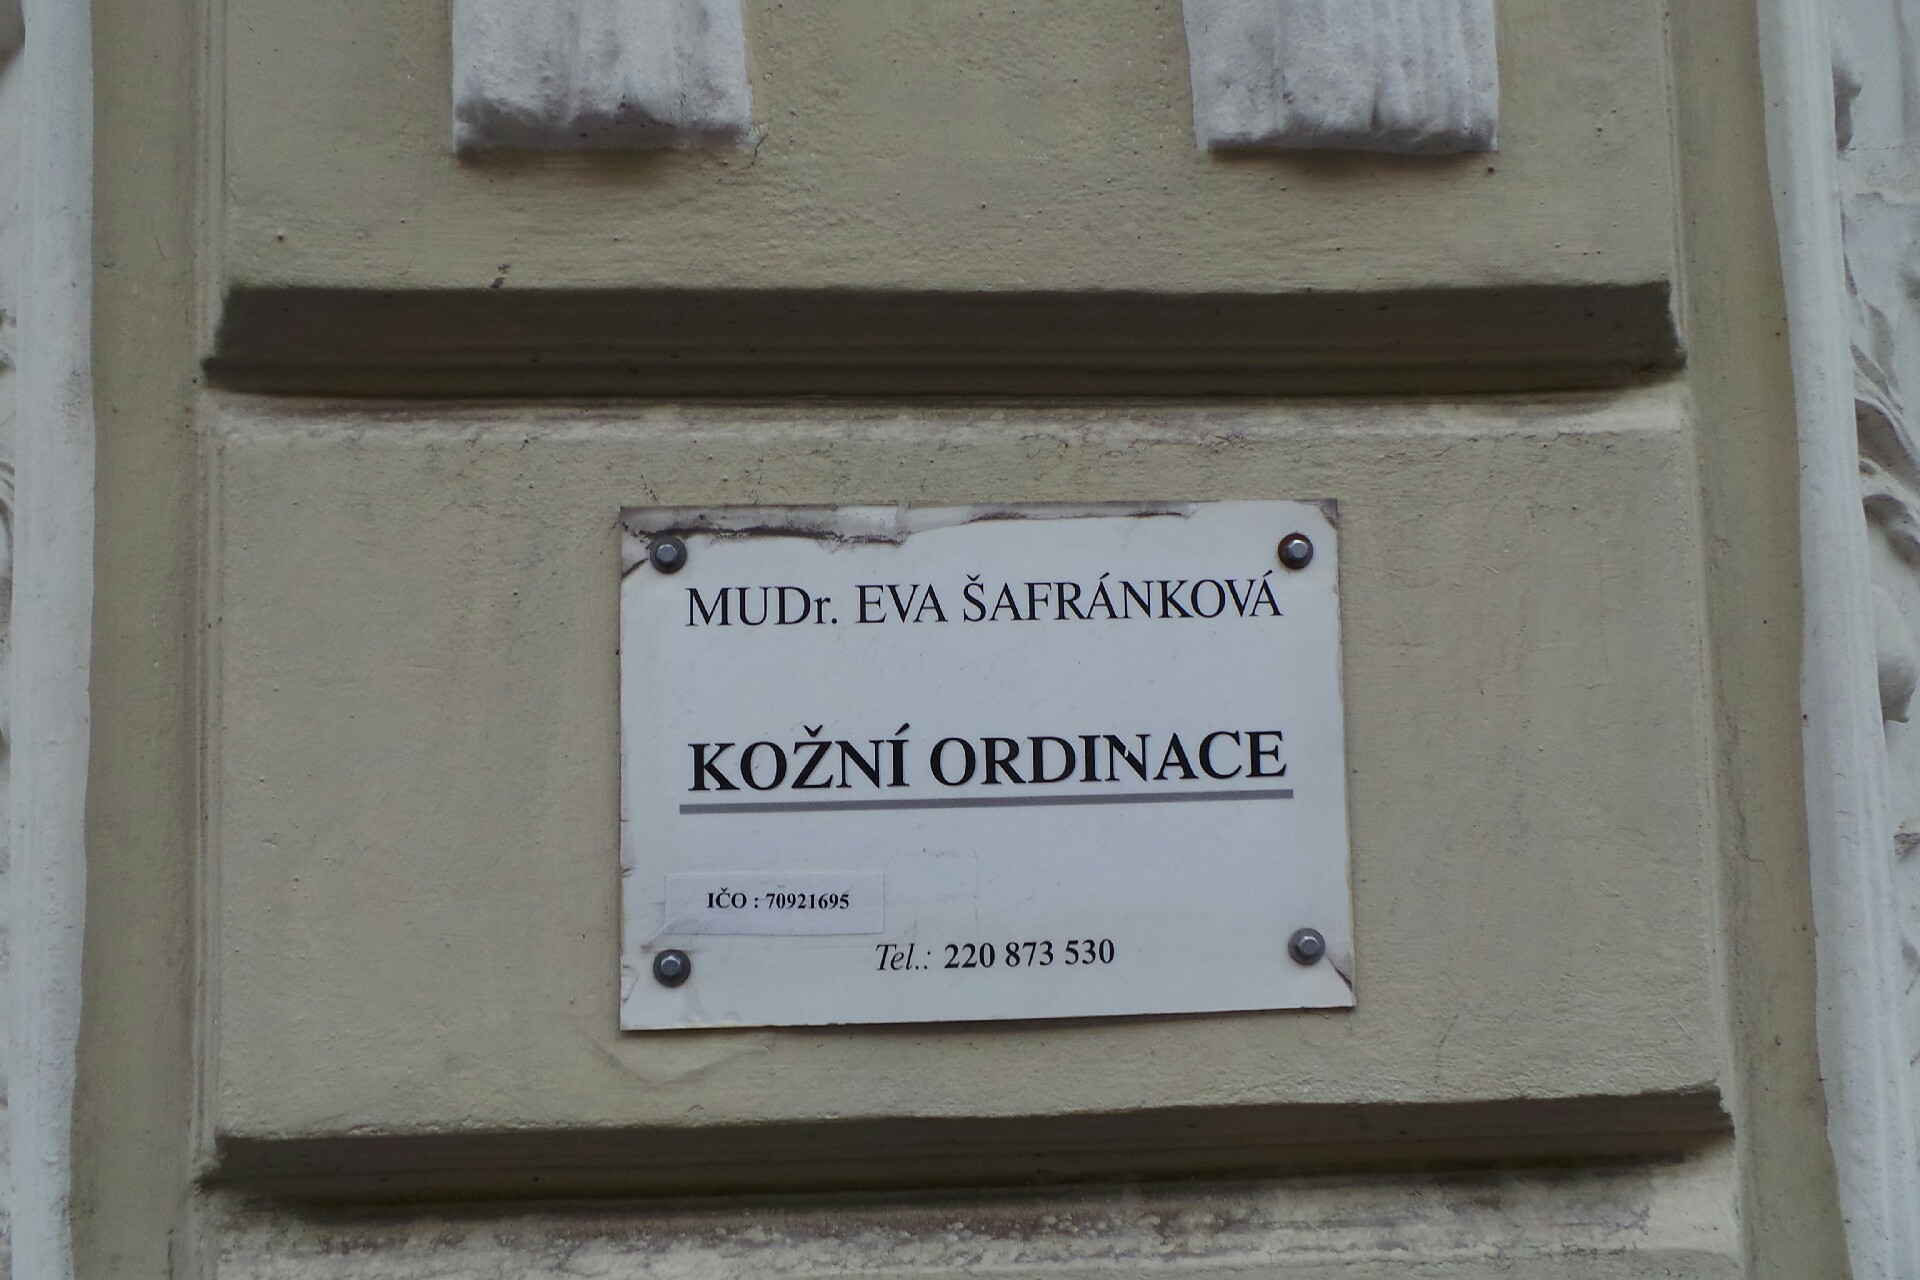 MUDr. EVA ŠAFRÁNKOVÁ
KOŽNÍ ORDINACE
IČO : 70921695
Tel.: 220 873 530